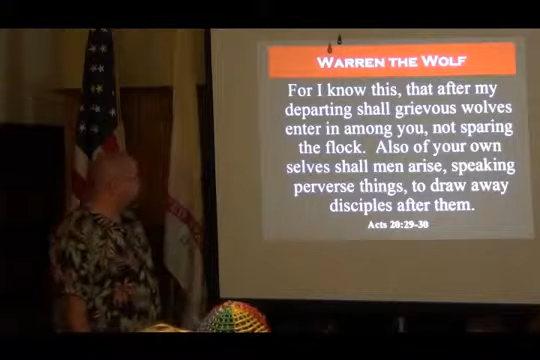 WARREN THE WOLF
For I know this, that after my
departing shall grievous wolves
enter in among you, not sparing
the flock. Also of your own
selves shall men arise, speaking
perverse things, to draw away
disciples after them.
Acts 20:29-30